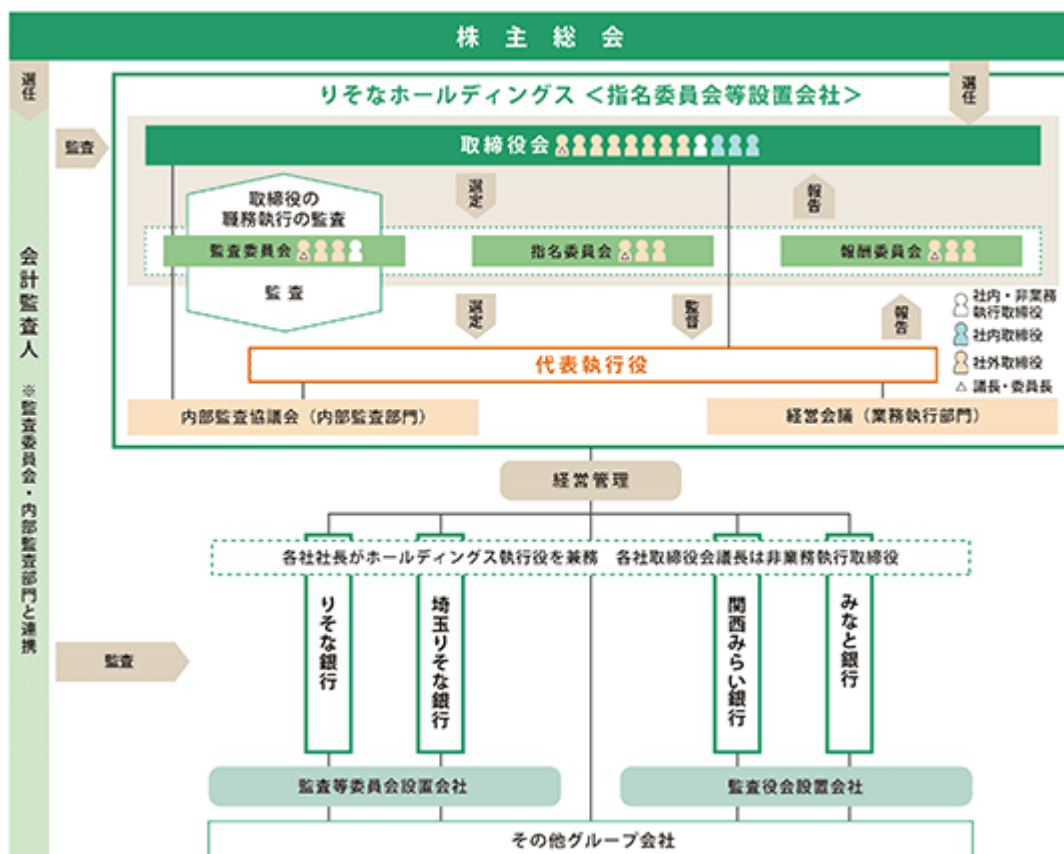 株主総会
選任
選任
りそなホールディングス <指名委員会等設置会社>
監査
取締役会
取締役の
職務執行の監査
選定
報告
監査委員会
指名委員会
報酬委員会
監査
選定
監督
報告
社内・非業務
執行取締役
社内取締役
社外取締役
△ 議長・委員長
代表執行役
内部監査協議会(内部監査部門)
経営会議(業務執行部門)
会計監査人
※監査委員会・内部監査部門と連携
経営管理
各社社長がホールディングス執行役を兼務 各社取締役会議長は非業務執行取締役
りそな銀行
埼玉りそな銀行
関西みらい銀行
みなと銀行
監査
監査等委員会設置会社
監査役会設置会社
その他グループ会社